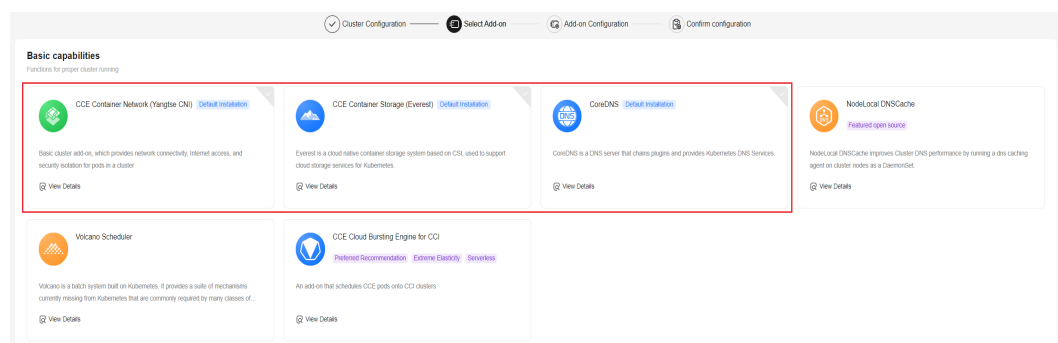 Cluster Configuration
Select Add-on
Add-on Configuration
Confirm configuration
Basic capabilities
Functions for proper cluster running
CCE Container Network (Yangtse CNI) Default Installation
Basic cluster add-on, which provides network connectivity, Internet access, and
security isolation for pods in a cluster
View Details
CCE Container Storage (Everest) Default Installation
Everest is a cloud native container storage system based on CSI, used to support
cloud storage services for Kubernetes.
View Details
DNS
CoreDNS Default Installation
CoreDNS is a DNS server that chains plugins and provides Kubernetes DNS Services.
View Details
NodeLocal DNSCache
Featured open source
NodeLocal DNSCache improves Cluster DNS performance by running a dns caching
agent on cluster nodes as a DaemonSet.
View Details
Volcano Scheduler
Volcano is a batch system built on Kubernetes. It provides a suite of mechanisms
currently missing from Kubernetes that are commonly required by many classes of...
View Details
CCE Cloud Bursting Engine for CCI
Preferred Recommendation Extreme Elasticity Serverless
An add-on that schedules CCE pods onto CCI clusters
View Details